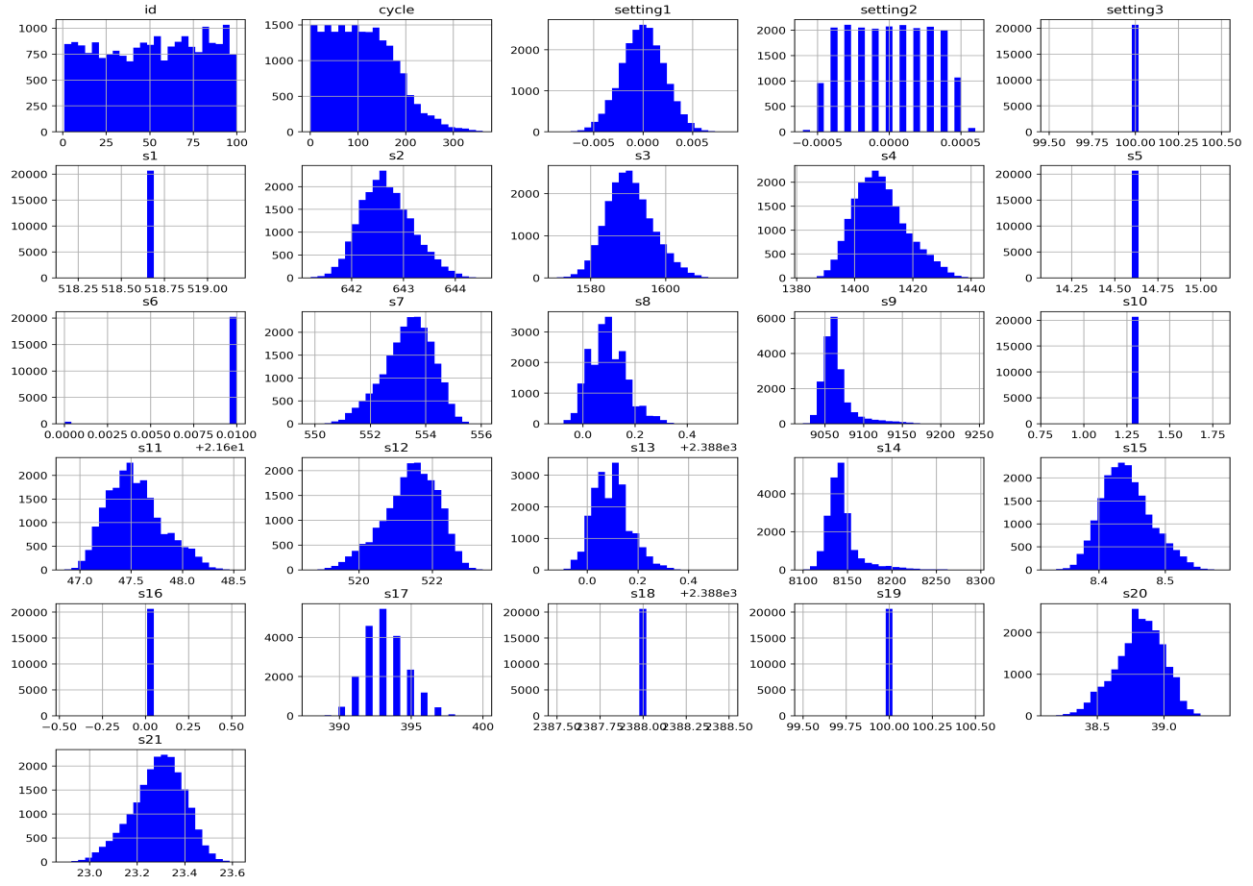 id
1000
750
500
250
0
0 25 50 75 100
cycle
1500
1000
500
0
0 100 200 300
setting1
2000
1000
0
−0.005 0.000 0.005
setting2
2000
1500
1000
500
0
−0.0005 0.0000 0.0005
setting3
20000
15000
10000
5000
0
99.50 99.75 100.00 100.25 100.50
s1
20000
15000
10000
5000
0
518.25 518.50 518.75 519.00
s2
2000
1000
0
642 643 644
s3
2000
1000
0
1580 1600
s4
2000
1500
1000
500
0
1380 1400 1420 1440
s5
20000
15000
10000
5000
0
14.25 14.50 14.75 15.00
s6
20000
15000
10000
5000
0
0.0000 0.0025 0.0050 0.0075 0.0100
+2.16e1
s7
2000
1500
1000
500
0
550 552 554 556
s8
3000
2000
1000
0
0.0 0.2 0.4
+2.388e3
s9
6000
4000
2000
0
9050 9100 9150 9200 9250
s10
20000
15000
10000
5000
0
0.75 1.00 1.25 1.50 1.75
s11
2000
1500
1000
500
0
47.0 47.5 48.0 48.5
s12
2000
1500
1000
500
0
520 522
s13
3000
2000
1000
0
0.0 0.2 0.4
+2.388e3
s14
4000
2000
0
8100 8150 8200 8250 8300
s15
2000
1500
1000
500
0
8.4 8.5
s16
20000
15000
10000
5000
0
−0.50 −0.25 0.00 0.25 0.50
s17
4000
2000
0
390 395 400
s18
20000
15000
10000
5000
0
2387.50 2387.75 2388.00 2388.25 2388.50
s19
20000
15000
10000
5000
0
99.50 99.75 100.00 100.25 100.50
s20
2000
1000
0
38.5 39.0
s21
2000
1500
1000
500
0
23.0 23.2 23.4 23.6